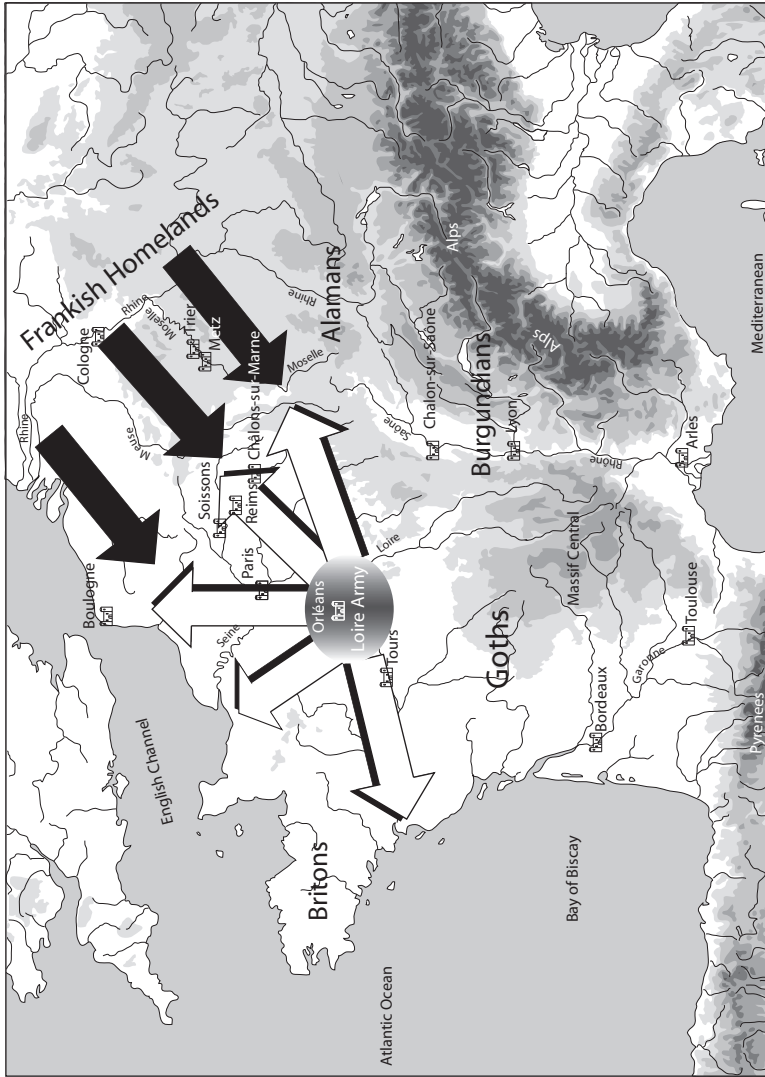 Frankish Homelands
Rhine
Cologne
Rhine
Moselle
Trier
Metz
Meuse
Boulogne
English Channel
Soissons
Reims
Châlons-sur-Marne
Moselle
Rhine
Alamans
Paris
Seine
Orléans
Loire Army
Tours
Loire
Britons
Atlantic Ocean
Saône
Chalon-sur-Saône
Burgundians
Lyon
Alps
Alps
Rhône
Arles
Goths
Massif Central
Bay of Biscay
Bordeaux
Garonne
Toulouse
Pyrenees
Mediterranean